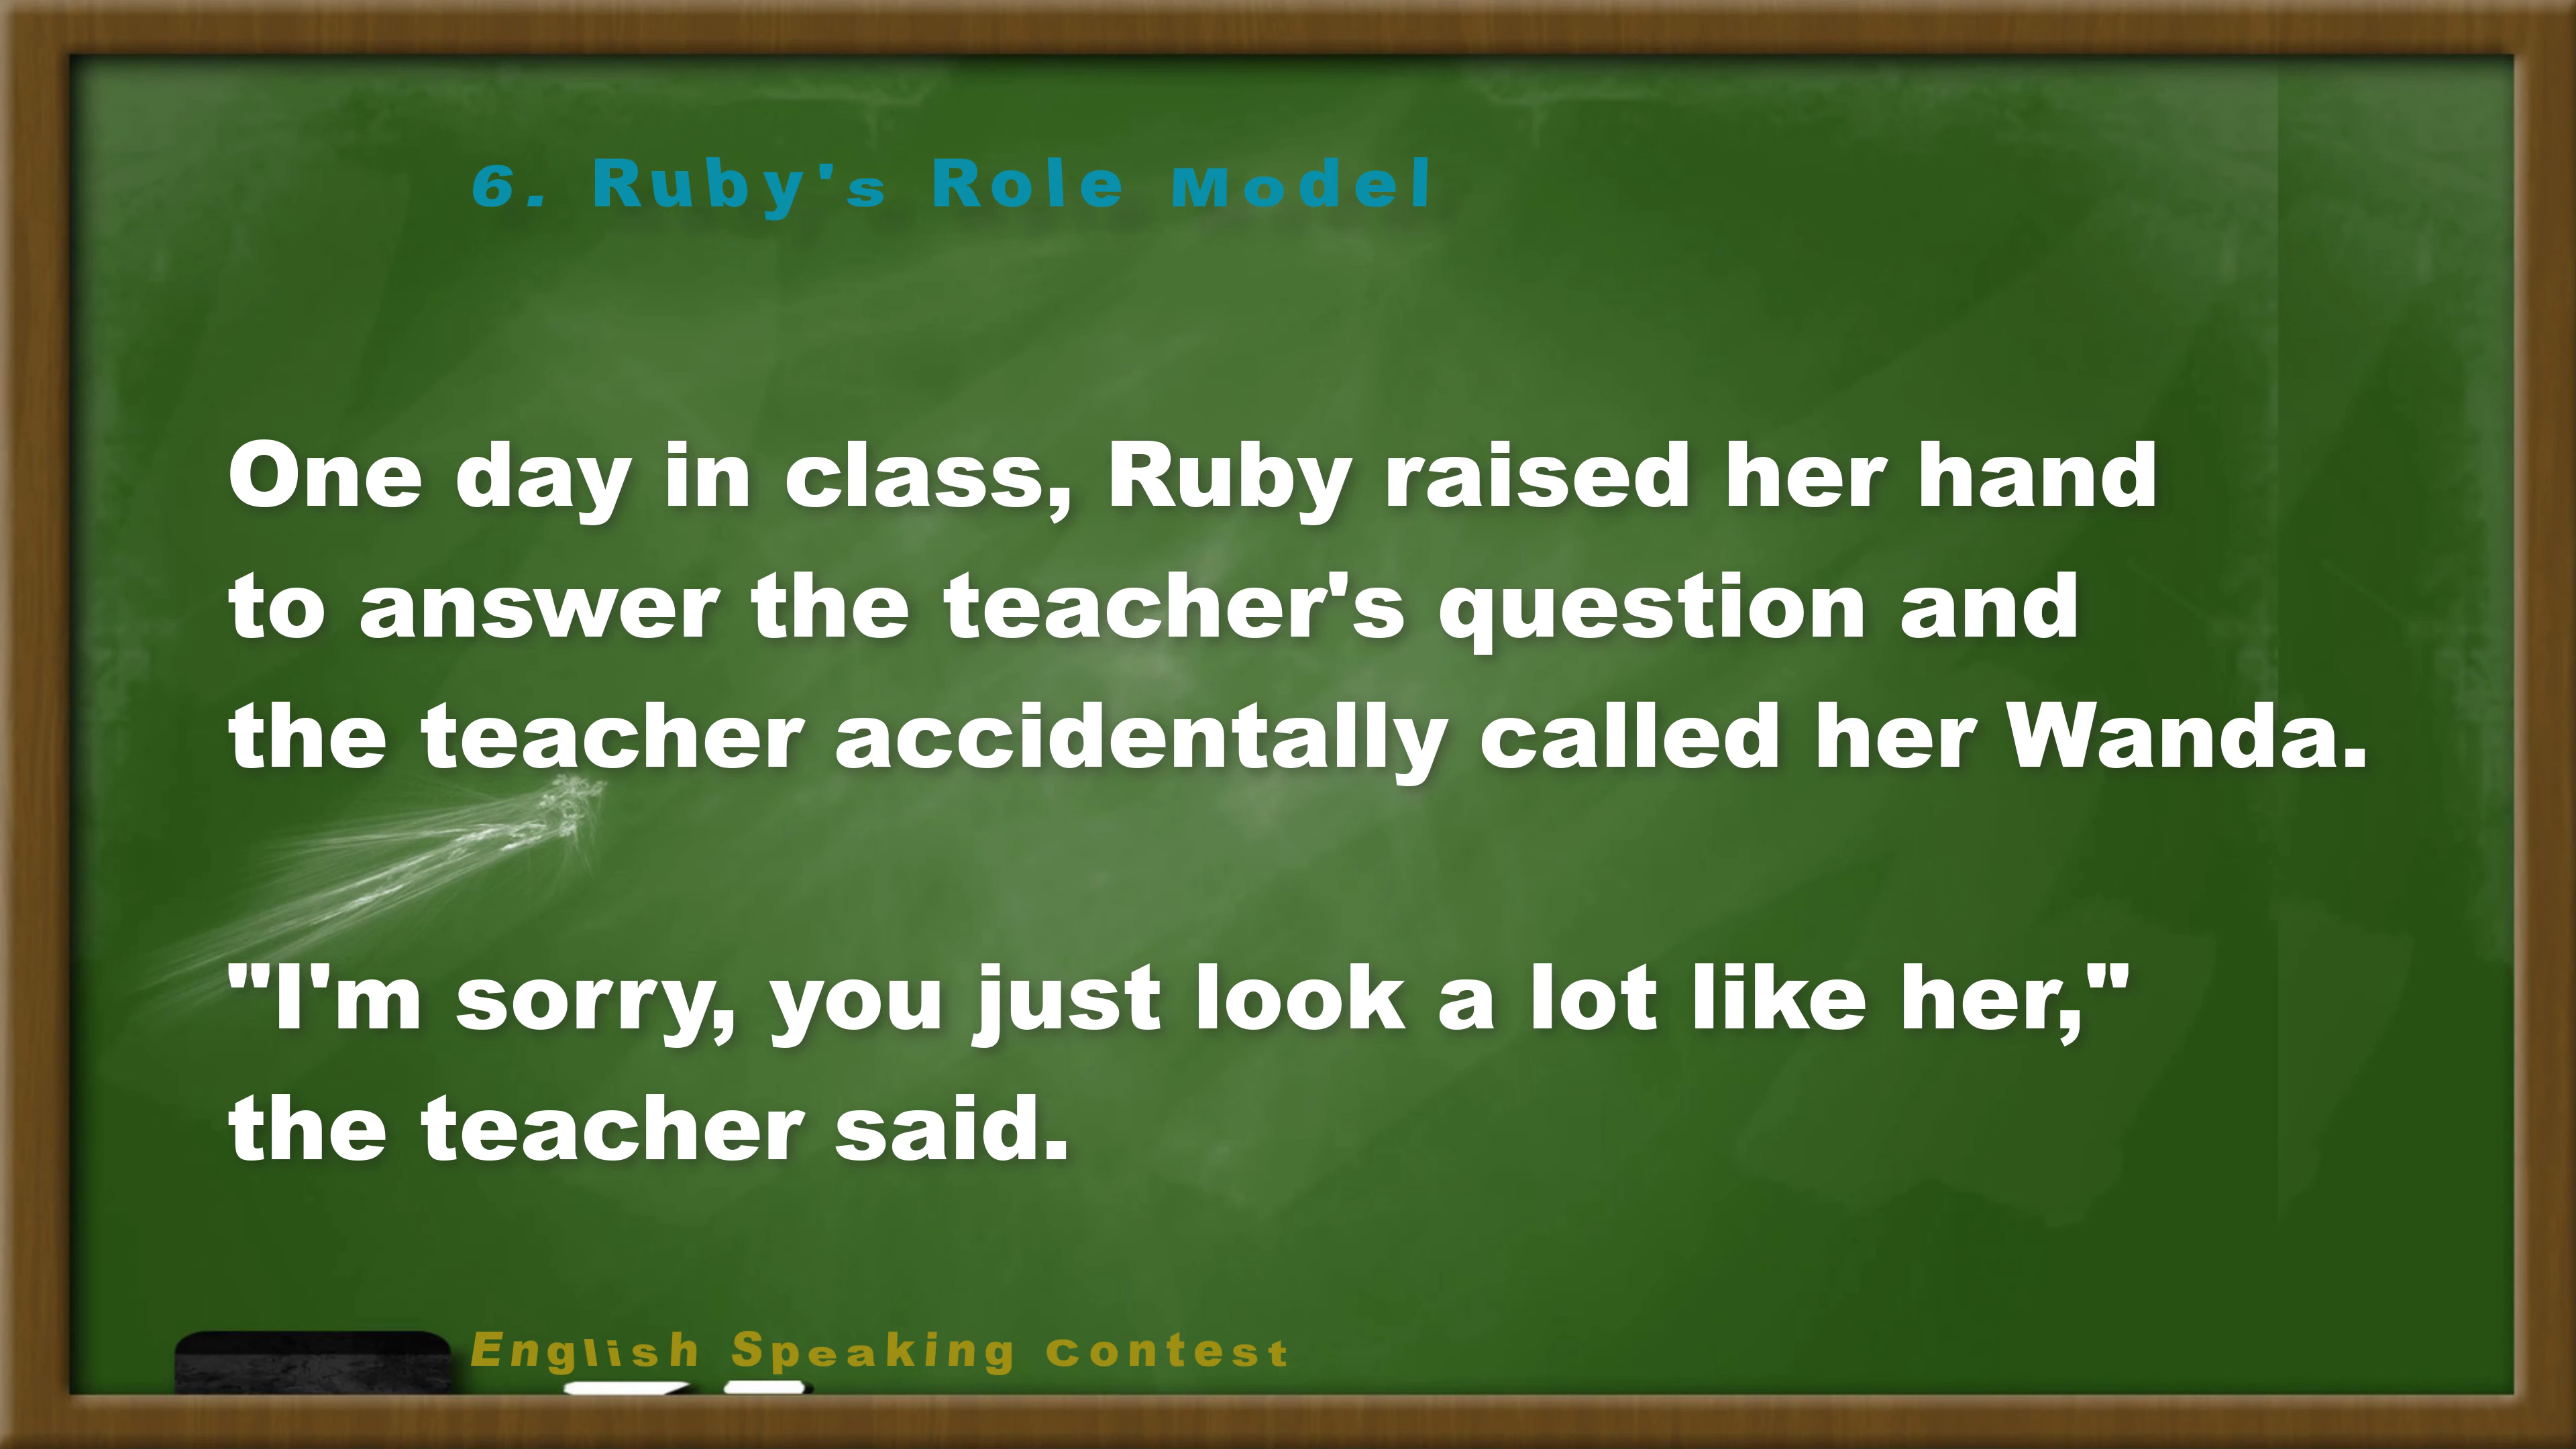 6. Ruby's Role Model
One day in class, Ruby raised her hand
to answer the teacher's question and
the teacher accidentally called her Wanda.
"I'm sorry, you just look a lot like her,"
the teacher said.
English Speaking Contest